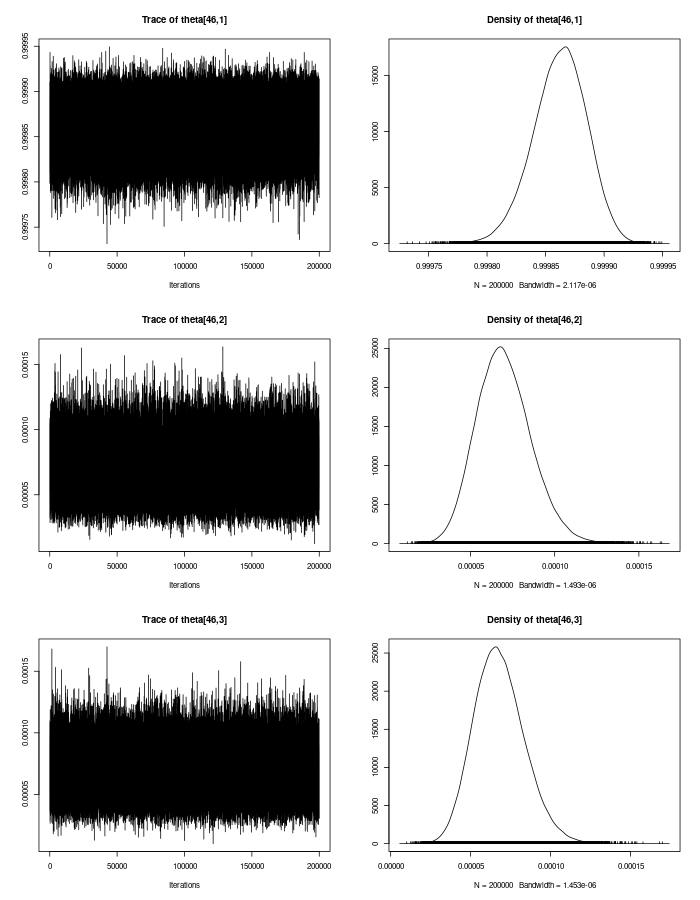 Trace of theta[46,1]
0.99975 0.99980 0.99985 0.99990 0.99995
0 50000 100000 150000 200000
Iterations
Density of theta[46,1]
0 5000 10000 15000
0.99975 0.99980 0.99985 0.99990 0.99995
N = 200000 Bandwidth = 2.117e-06
Trace of theta[46,2]
0.00005 0.00010 0.00015
0 50000 100000 150000 200000
Iterations
Density of theta[46,2]
0 5000 10000 15000 20000 25000
0.00005 0.00010 0.00015
N = 200000 Bandwidth = 1.493e-06
Trace of theta[46,3]
0.00005 0.00010 0.00015
0 50000 100000 150000 200000
Iterations
Density of theta[46,3]
0 5000 10000 15000 20000 25000
0.00000 0.00005 0.00010 0.00015
N = 200000 Bandwidth = 1.453e-06